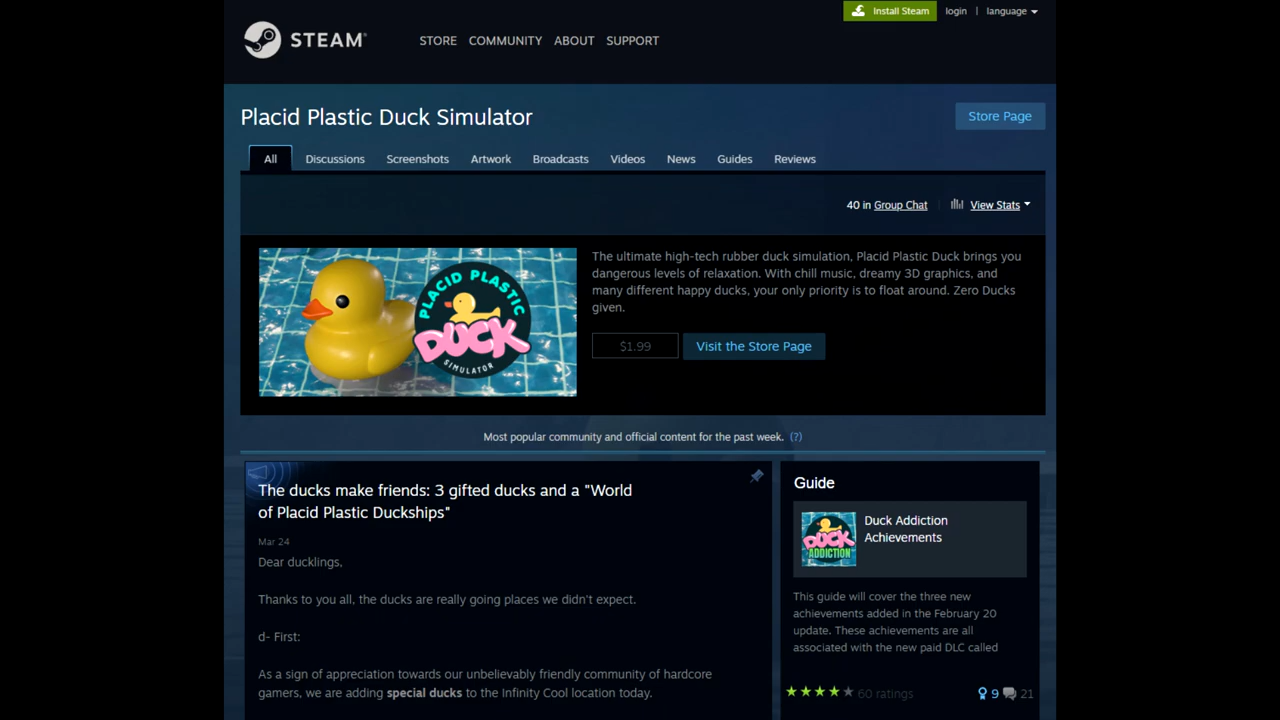 Install Steam login | language
STEAM®
STORE COMMUNITY ABOUT SUPPORT
Placid Plastic Duck Simulator
Store Page
All Discussions Screenshots Artwork Broadcasts Videos News Guides Reviews
40 in Group Chat View Stats
PLACID PLASTIC
DUCK
SIMULATOR
The ultimate high-tech rubber duck simulation, Placid Plastic Duck brings you
dangerous levels of relaxation. With chill music, dreamy 3D graphics, and
many different happy ducks, your only priority is to float around. Zero Ducks
given.
$1.99 Visit the Store Page
Most popular community and official content for the past week. (?)
The ducks make friends: 3 gifted ducks and a "World
of Placid Plastic Duckships"
Mar 24
Dear ducklings,
Thanks to you all, the ducks are really going places we didn't expect.
d- First:
As a sign of appreciation towards our unbelievably friendly community of hardcore
gamers, we are adding special ducks to the Infinity Cool location today.
Guide
DUCK
ADDICTION
Duck Addiction
Achievements
This guide will cover the three new
achievements added in the February 20
update. These achievements are all
associated with the new paid DLC called
60 ratings 9 21